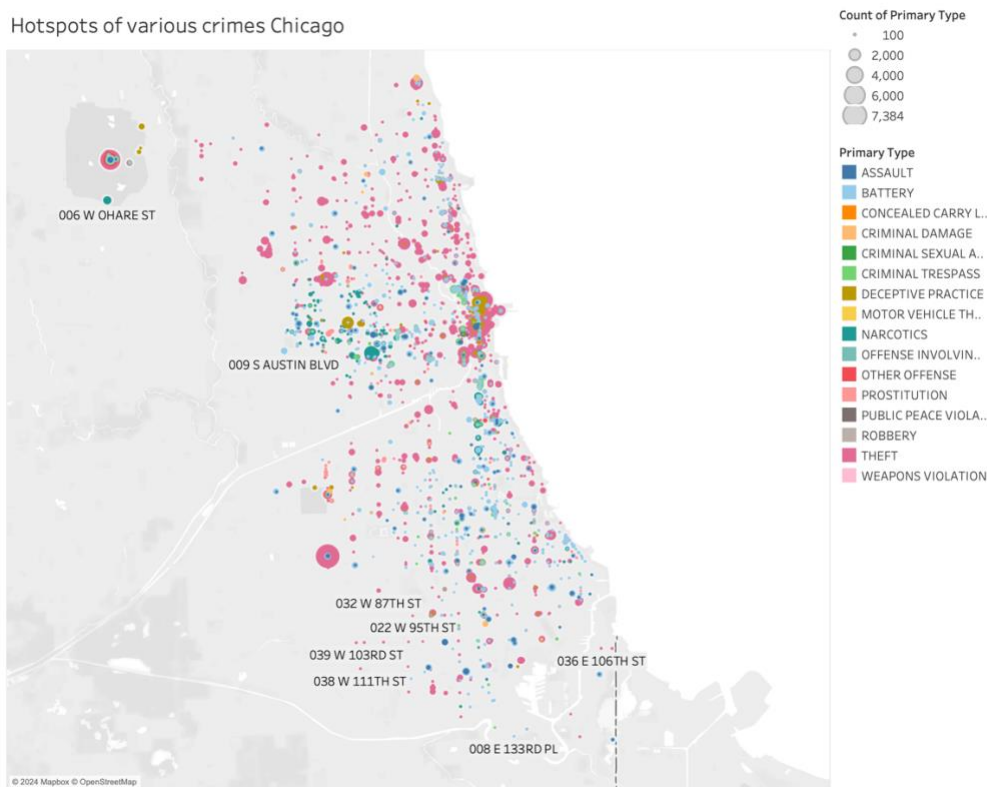 Hotspots of various crimes Chicago
006 W OHARE ST
009 S AUSTIN BLVD
032 W 87TH ST
022 W 95TH ST
039 W 103RD ST
036 E 106TH ST
038 W 111TH ST
008 E 133RD PL
© 2024 Mapbox © OpenStreetMap
Count of Primary Type
100
2,000
4,000
6,000
7,384
Primary Type
ASSAULT
BATTERY
CONCEALED CARRY L..
CRIMINAL DAMAGE
CRIMINAL SEXUAL A..
CRIMINAL TRESPASS
DECEPTIVE PRACTICE
MOTOR VEHICLE TH..
NARCOTICS
OFFENSE INVOLVIN..
OTHER OFFENSE
PROSTITUTION
PUBLIC PEACE VIOLA..
ROBBERY
THEFT
WEAPONS VIOLATION